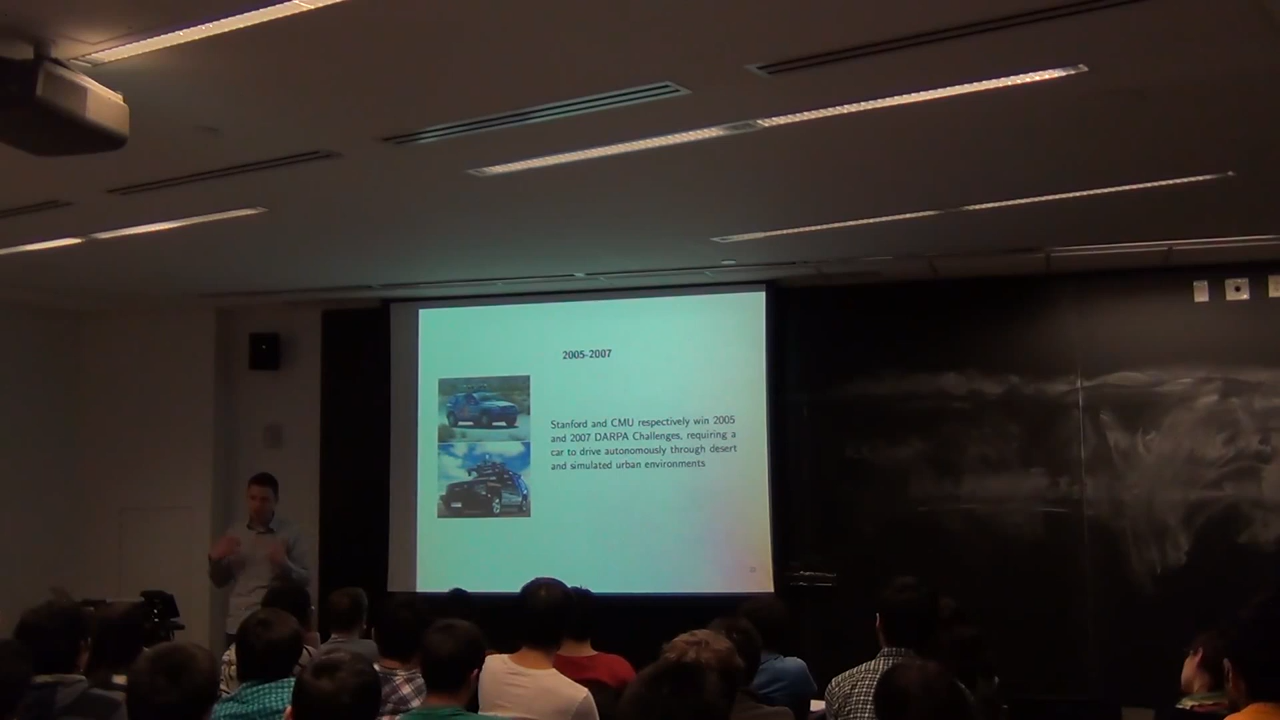 2005-2007
Stanford and CMU respectively win 2005
and 2007 DARPA Challenges, requiring a
car to drive autonomously through desert
and simulated urban environments